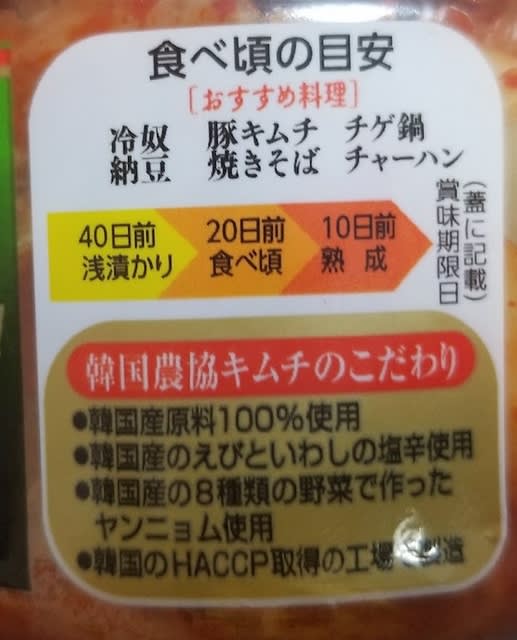 食べ頃の目安
[おすすめ料理]
冷奴 豚キムチ チゲ鍋
納豆 焼きそば チャーハン
40日前 20日前 10日前
浅漬かり 食べ頃 熟成
賞味期限日
(蓋に記載)
韓国農協キムチのこだわり
●韓国産原料100%使用
●韓国産のえびといわしの塩辛使用
●韓国産の8種類の野菜で作った
ヤンニョム使用
●韓国のHACCP取得の工場で製造